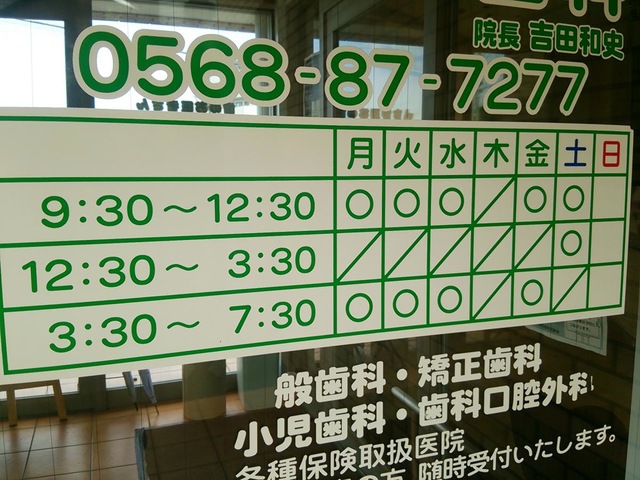 院長 吉田和史
0568-87-7277
月 火 水 木 金 土 日
9:30～12:30 ○ ○ ○ ／ ○ ○
12:30～ 3:30 ／ ／ ／ ／ ／ ○
3:30～ 7:30 ○ ○ ○ ／ ○ ／
般歯科・矯正歯科
小児歯科・歯科口腔外科
各種保険取扱医院
の方、随時受付いたします。